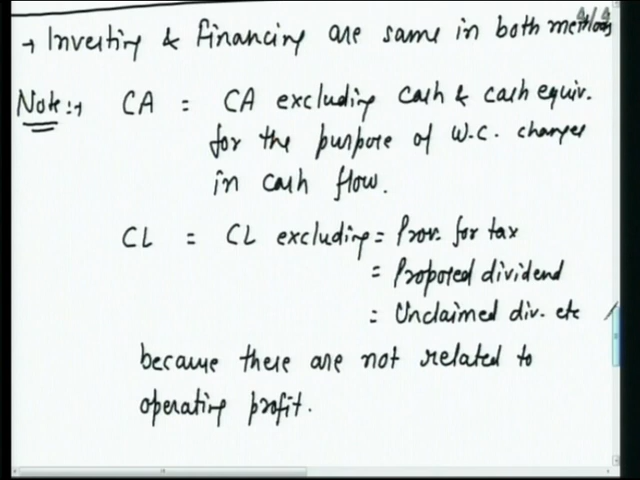 4/4
→ Investing & financing are same in both methods
Note:→ CA = CA excluding cash & cash equiv.
for the purpose of W.C. changes
in cash flow.
CL = CL excluding = Prov. for tax
= Proposed dividend
= Unclaimed div. etc
because these are not related to
operating profit.